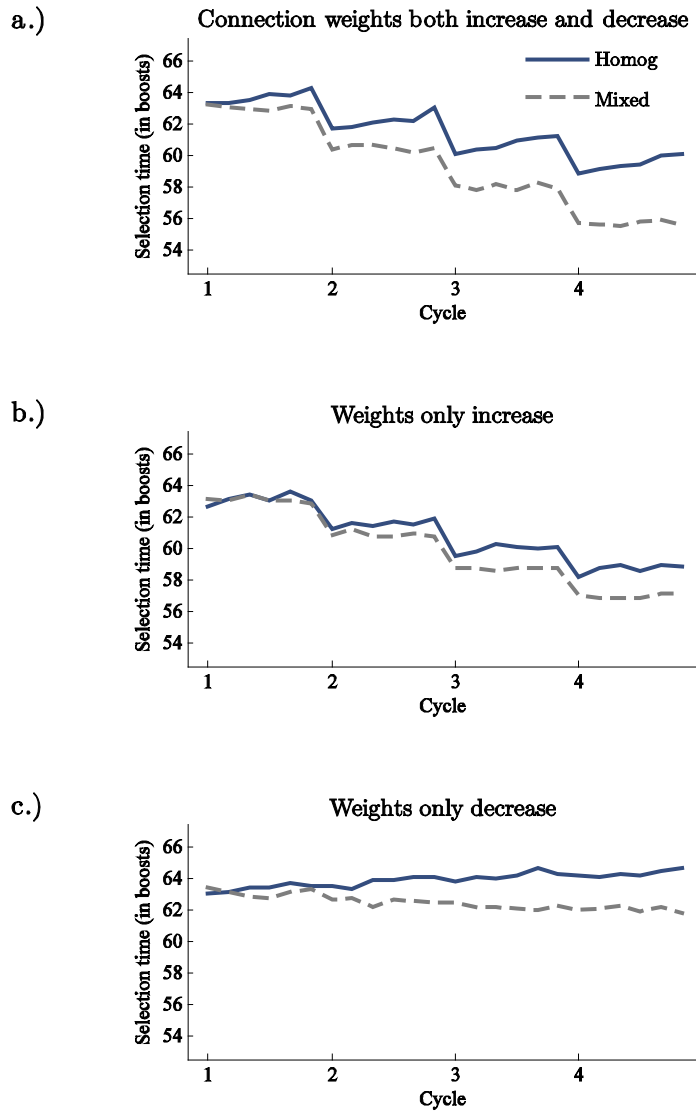 a.)
Connection weights both increase and decrease
Homog
Mixed
Selection time (in boosts)
66
64
62
60
58
56
54
1 2 3 4
Cycle
b.)
Weights only increase
Selection time (in boosts)
66
64
62
60
58
56
54
1 2 3 4
Cycle
c.)
Weights only decrease
Selection time (in boosts)
66
64
62
60
58
56
54
1 2 3 4
Cycle